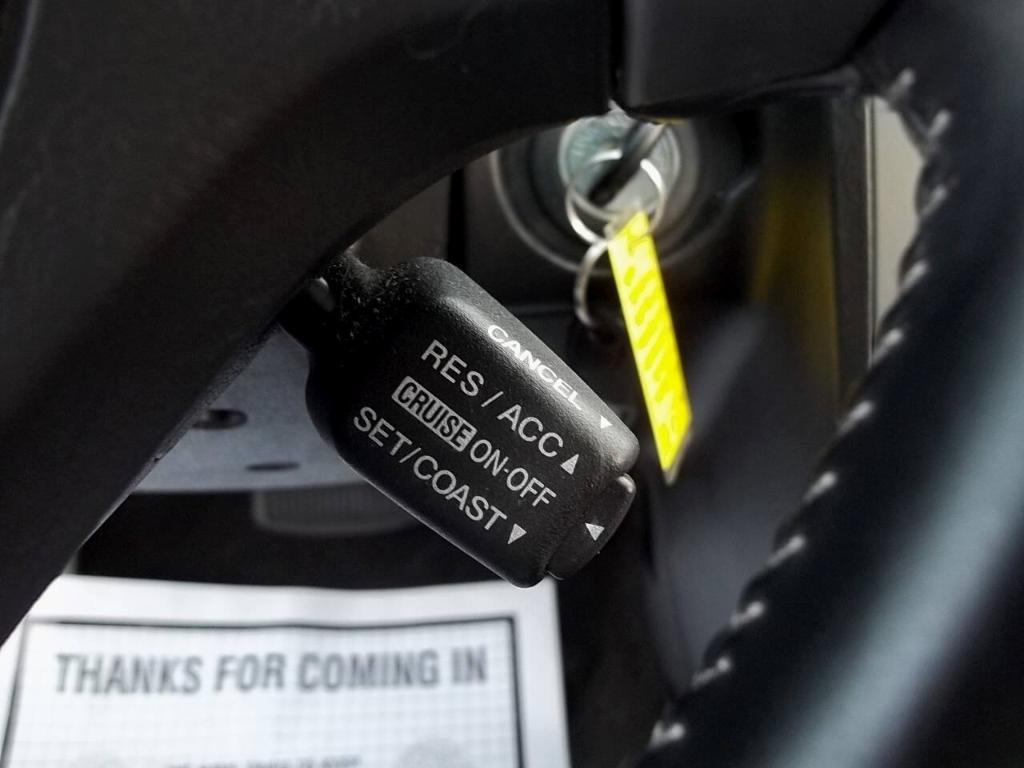 CANCEL
RES / ACC
CRUISE ON-OFF
SET/COAST
THANKS FOR COMING IN